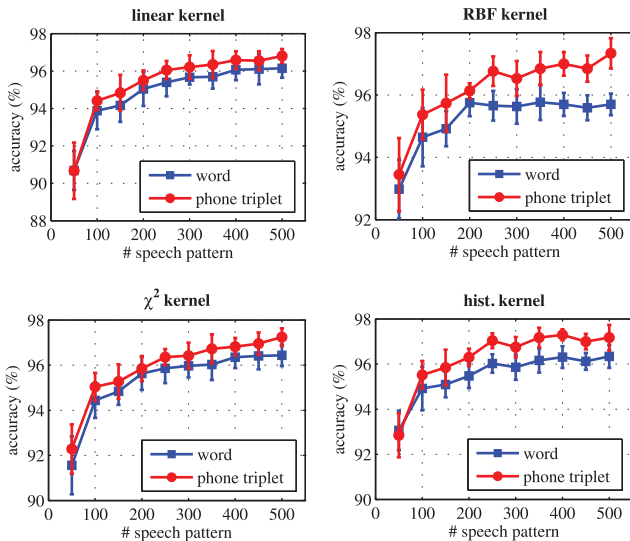 linear kernel
98
96
94
92
90
88
accuracy (%)
word
phone triplet
0 100 200 300 400 500
# speech pattern
RBF kernel
98
96
94
92
accuracy (%)
word
phone triplet
0 100 200 300 400 500
# speech pattern
χ² kernel
98
96
94
92
90
accuracy (%)
word
phone triplet
0 100 200 300 400 500
# speech pattern
hist. kernel
98
96
94
92
90
accuracy (%)
word
phone triplet
0 100 200 300 400 500
# speech pattern